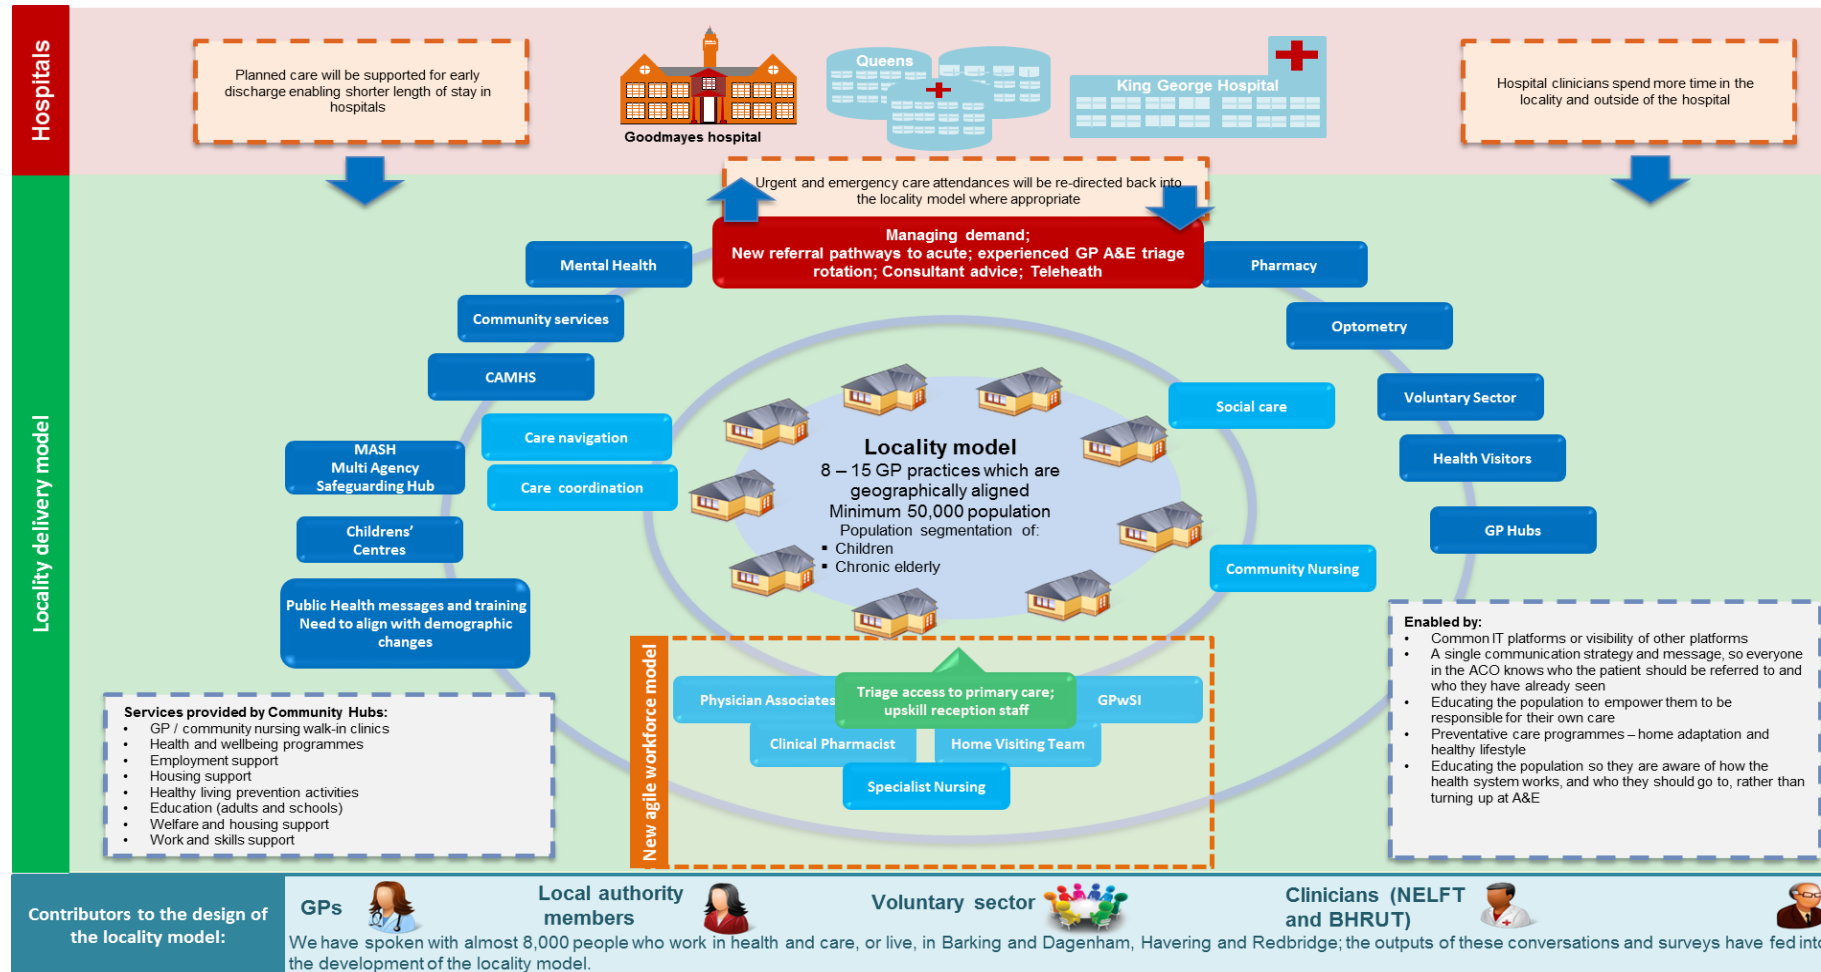 Hospitals
Planned care will be supported for early
discharge enabling shorter length of stay in
hospitals
Goodmayes hospital
Queens
King George Hospital
Hospital clinicians spend more time in the
locality and outside of the hospital
Urgent and emergency care attendances will be re-directed back into
the locality model where appropriate
Locality delivery model
Managing demand;
New referral pathways to acute; experienced GP A&E triage
rotation; Consultant advice; Teleheath
Mental Health
Community services
CAMHS
Care navigation
MASH
Multi Agency
Safeguarding Hub
Care coordination
Childrens'
Centres
Public Health messages and training
Need to align with demographic
changes
Pharmacy
Optometry
Social care
Voluntary Sector
Health Visitors
GP Hubs
Community Nursing
Locality model
8 – 15 GP practices which are
geographically aligned
Minimum 50,000 population
Population segmentation of:
▪ Children
▪ Chronic elderly
New agile workforce model
Physician Associates
Triage access to primary care;
upskill reception staff
GPwSI
Clinical Pharmacist
Home Visiting Team
Specialist Nursing
Services provided by Community Hubs:
• GP / community nursing walk-in clinics
• Health and wellbeing programmes
• Employment support
• Housing support
• Healthy living prevention activities
• Education (adults and schools)
• Welfare and housing support
• Work and skills support
Enabled by:
• Common IT platforms or visibility of other platforms
• A single communication strategy and message, so everyone
in the ACO knows who the patient should be referred to and
who they have already seen
• Educating the population to empower them to be
responsible for their own care
• Preventative care programmes – home adaptation and
healthy lifestyle
• Educating the population so they are aware of how the
health system works, and who they should go to, rather than
turning up at A&E
Contributors to the design of
the locality model:
GPs
Local authority
members
Voluntary sector
Clinicians (NELFT
and BHRUT)
We have spoken with almost 8,000 people who work in health and care, or live, in Barking and Dagenham, Havering and Redbridge; the outputs of these conversations and surveys have fed into
the development of the locality model.